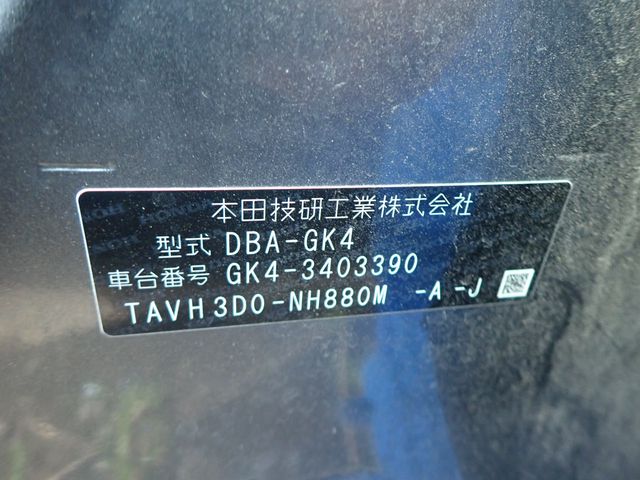 本田技研工業株式会社
型式 DBA-GK4
車台番号 GK4-3403390
TAVH3D0-NH880M -A -J